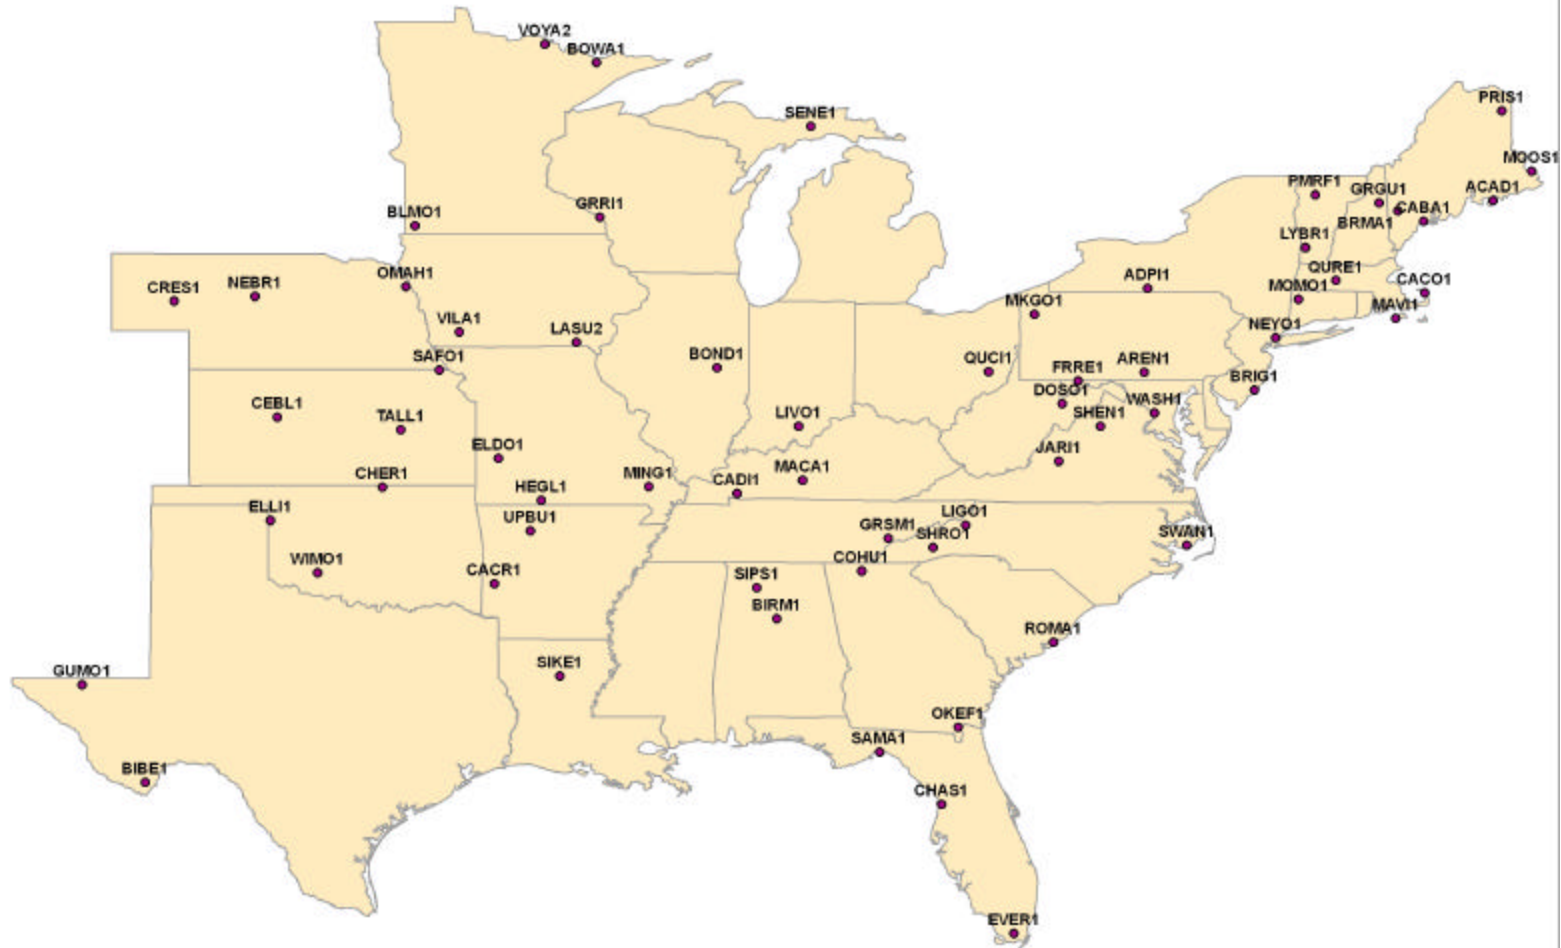 VOYA2
BOWA1
PRIS1
SENE1
MOOS1
PMRF1
GRGU1
ACAD1
GRRI1
BLMO1
CABA1
BRMA1
LYBR1
OMAH1
ADPI1
QURE1
CACO1
CRES1
NEBR1
MOMO1
MKGO1
MAVI1
VILA1
LASU2
NEYO1
SAFO1
BOND1
QUCI1
FRRE1
AREN1
BRIG1
DOSO1
CEBL1
TALL1
LIVO1
SHEN1
WASH1
ELDO1
JARI1
CHER1
HEGL1
MING1
CADI1
MACA1
ELLI1
UPBU1
GRSM1
LIGO1
SHRO1
SWAN1
WIMO1
CACR1
COHU1
SIPS1
BIRM1
ROMA1
GUMO1
SIKE1
OKEF1
SAMA1
BIBE1
CHAS1
EVER1